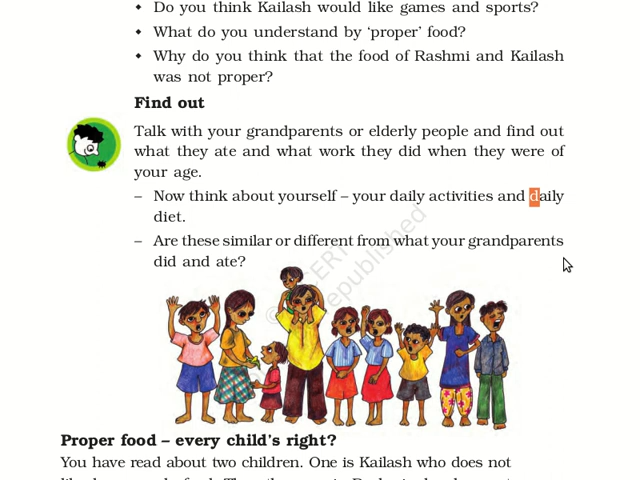 • Do you think Kailash would like games and sports?
• What do you understand by ‘proper’ food?
• Why do you think that the food of Rashmi and Kailash
was not proper?
Find out
Talk with your grandparents or elderly people and find out
what they ate and what work they did when they were of
your age.
– Now think about yourself – your daily activities and daily
diet.
– Are these similar or different from what your grandparents
did and ate?
Proper food – every child's right?
You have read about two children. One is Kailash who does not